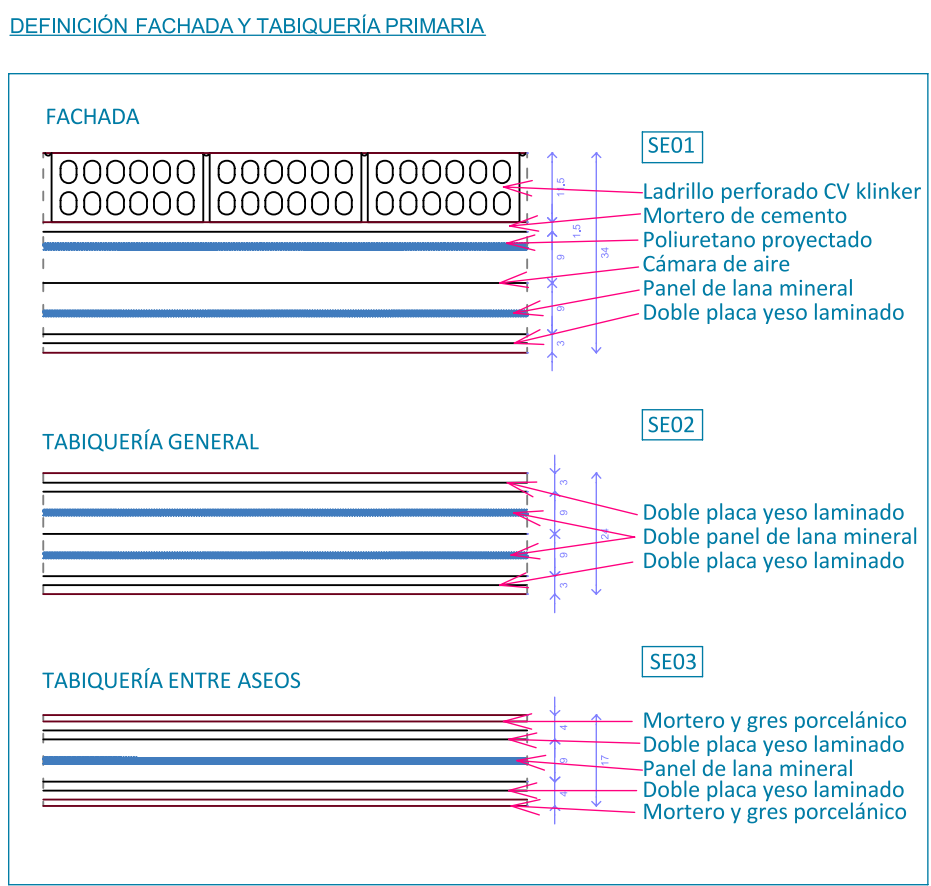 DEFINICIÓN FACHADA Y TABIQUERÍA PRIMARIA
FACHADA
SE01
Ladrillo perforado CV klinker
Mortero de cemento
Poliuretano proyectado
Cámara de aire
Panel de lana mineral
Doble placa yeso laminado
11.5
1.5
9
9
3
34
TABIQUERÍA GENERAL
SE02
Doble placa yeso laminado
Doble panel de lana mineral
Doble placa yeso laminado
3
9
9
3
24
TABIQUERÍA ENTRE ASEOS
SE03
Mortero y gres porcelánico
Doble placa yeso laminado
Panel de lana mineral
Doble placa yeso laminado
Mortero y gres porcelánico
4
9
4
17